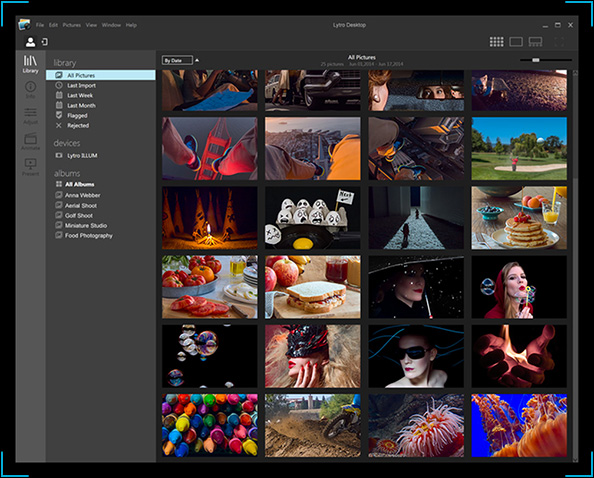 File Edit Pictures View Window Help
Lytro Desktop
Library
Info
Adjust
Animate
Present
library
All Pictures
Last Import
Last Week
Last Month
Flagged
Rejected
devices
Lytro ILLUM
albums
All Albums
Anna Webber
Aerial Shoot
Golf Shoot
Miniature Studio
Food Photography
By Date
All Pictures
25 pictures Jun 03,2014 - Jun 17,2014
NEXT